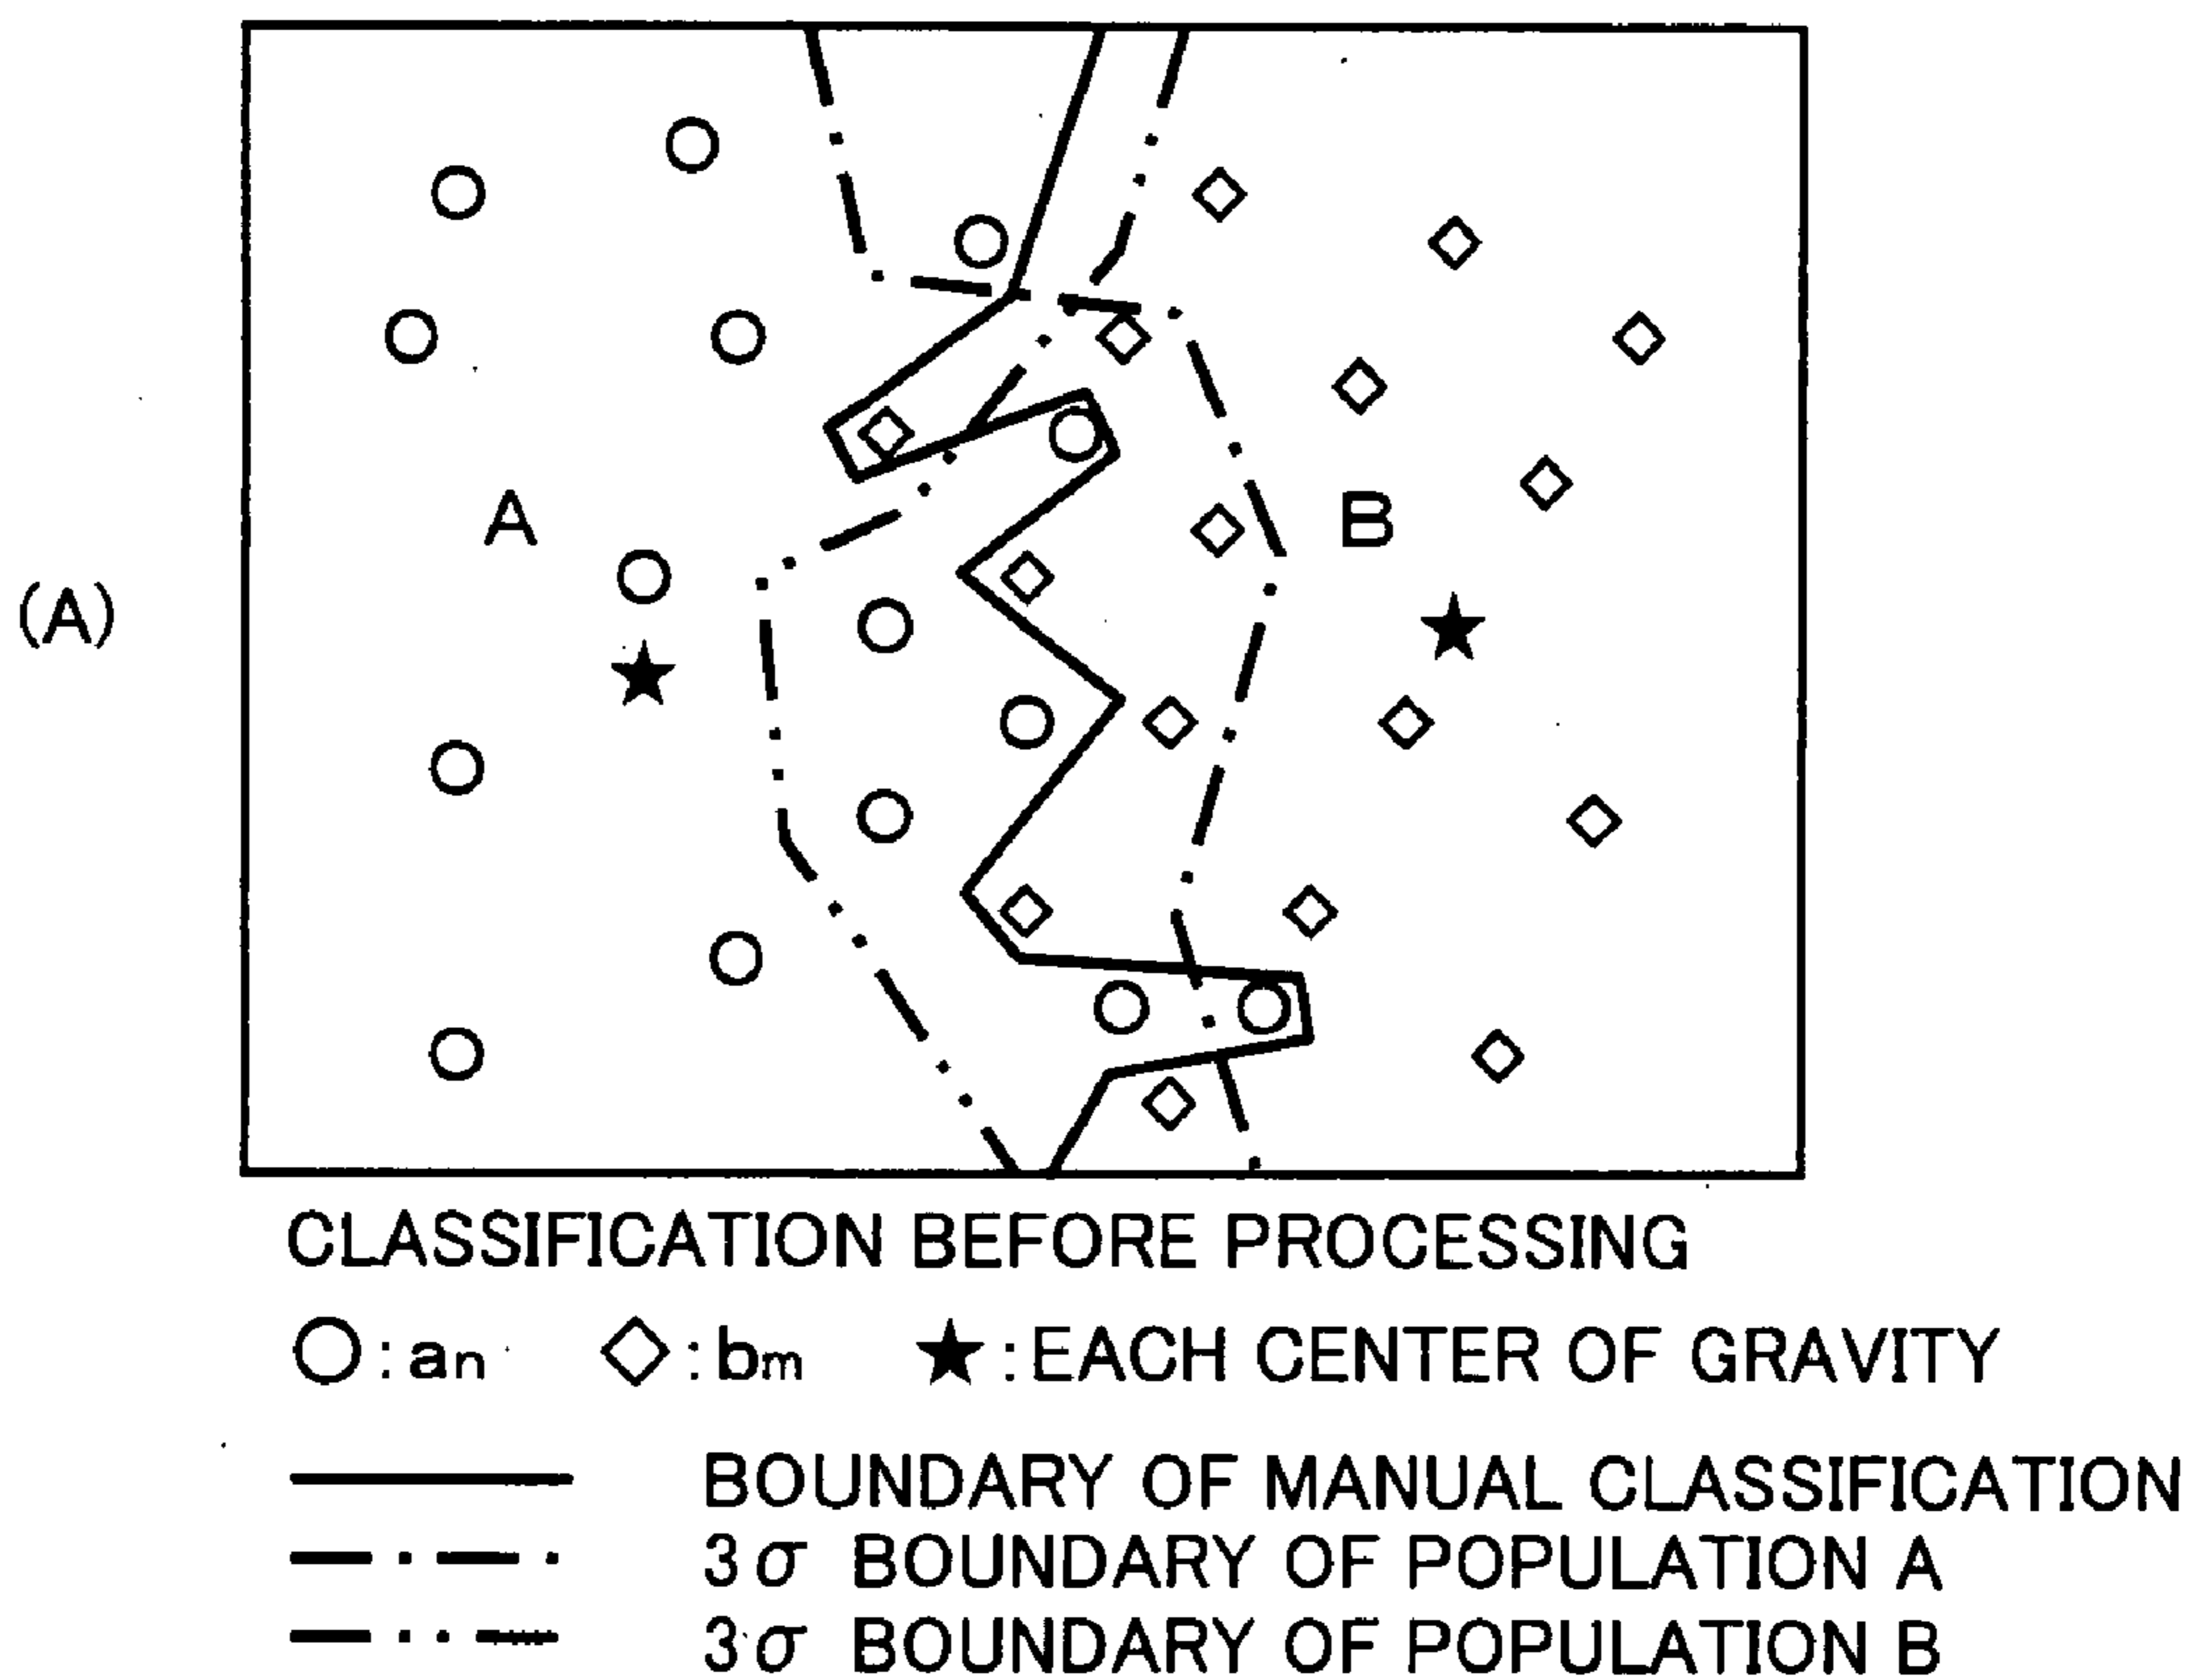 A
B
(A)
CLASSIFICATION BEFORE PROCESSING
○:an ◇:bm ★:EACH CENTER OF GRAVITY
BOUNDARY OF MANUAL CLASSIFICATION
3σ BOUNDARY OF POPULATION A
3σ BOUNDARY OF POPULATION B